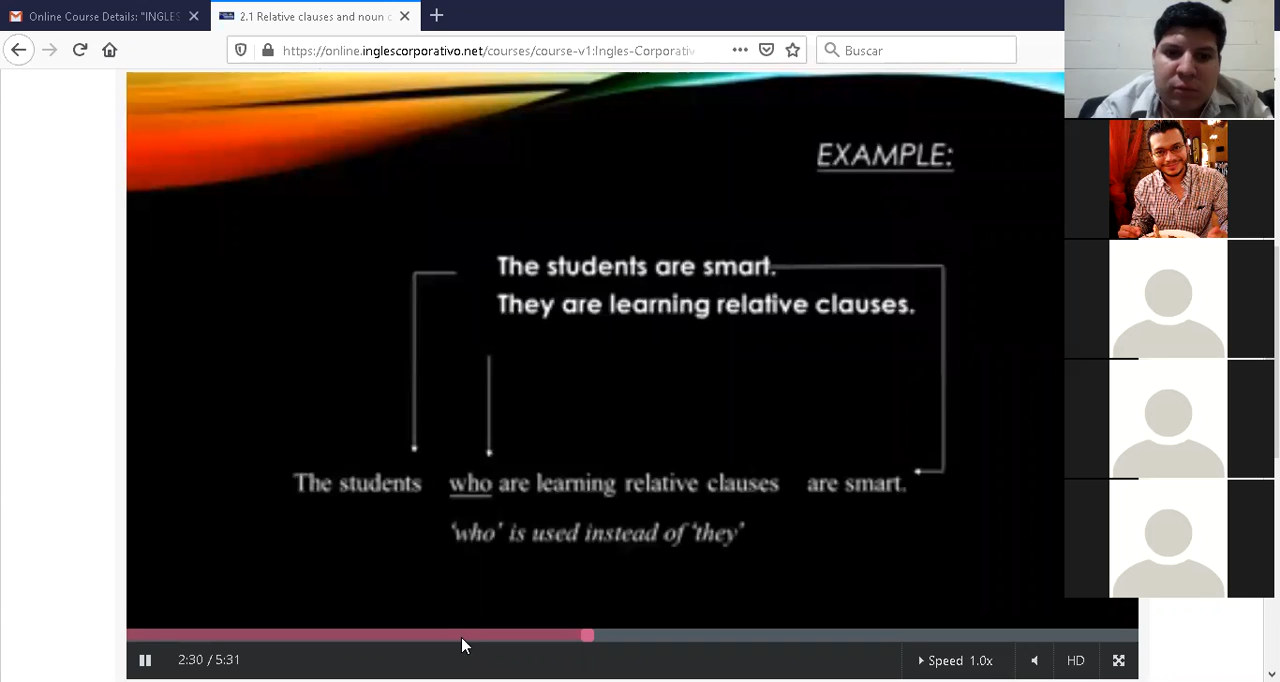 Online Course Details: "INGLES
2.1 Relative clauses and noun c
https://online.inglescorporativo.net/courses/course-v1:Ingles-Corporativ
Buscar
EXAMPLE:
The students are smart.
They are learning relative clauses.
The students who are learning relative clauses are smart.
'who' is used instead of 'they'
2:30 / 5:31
Speed 1.0x
HD